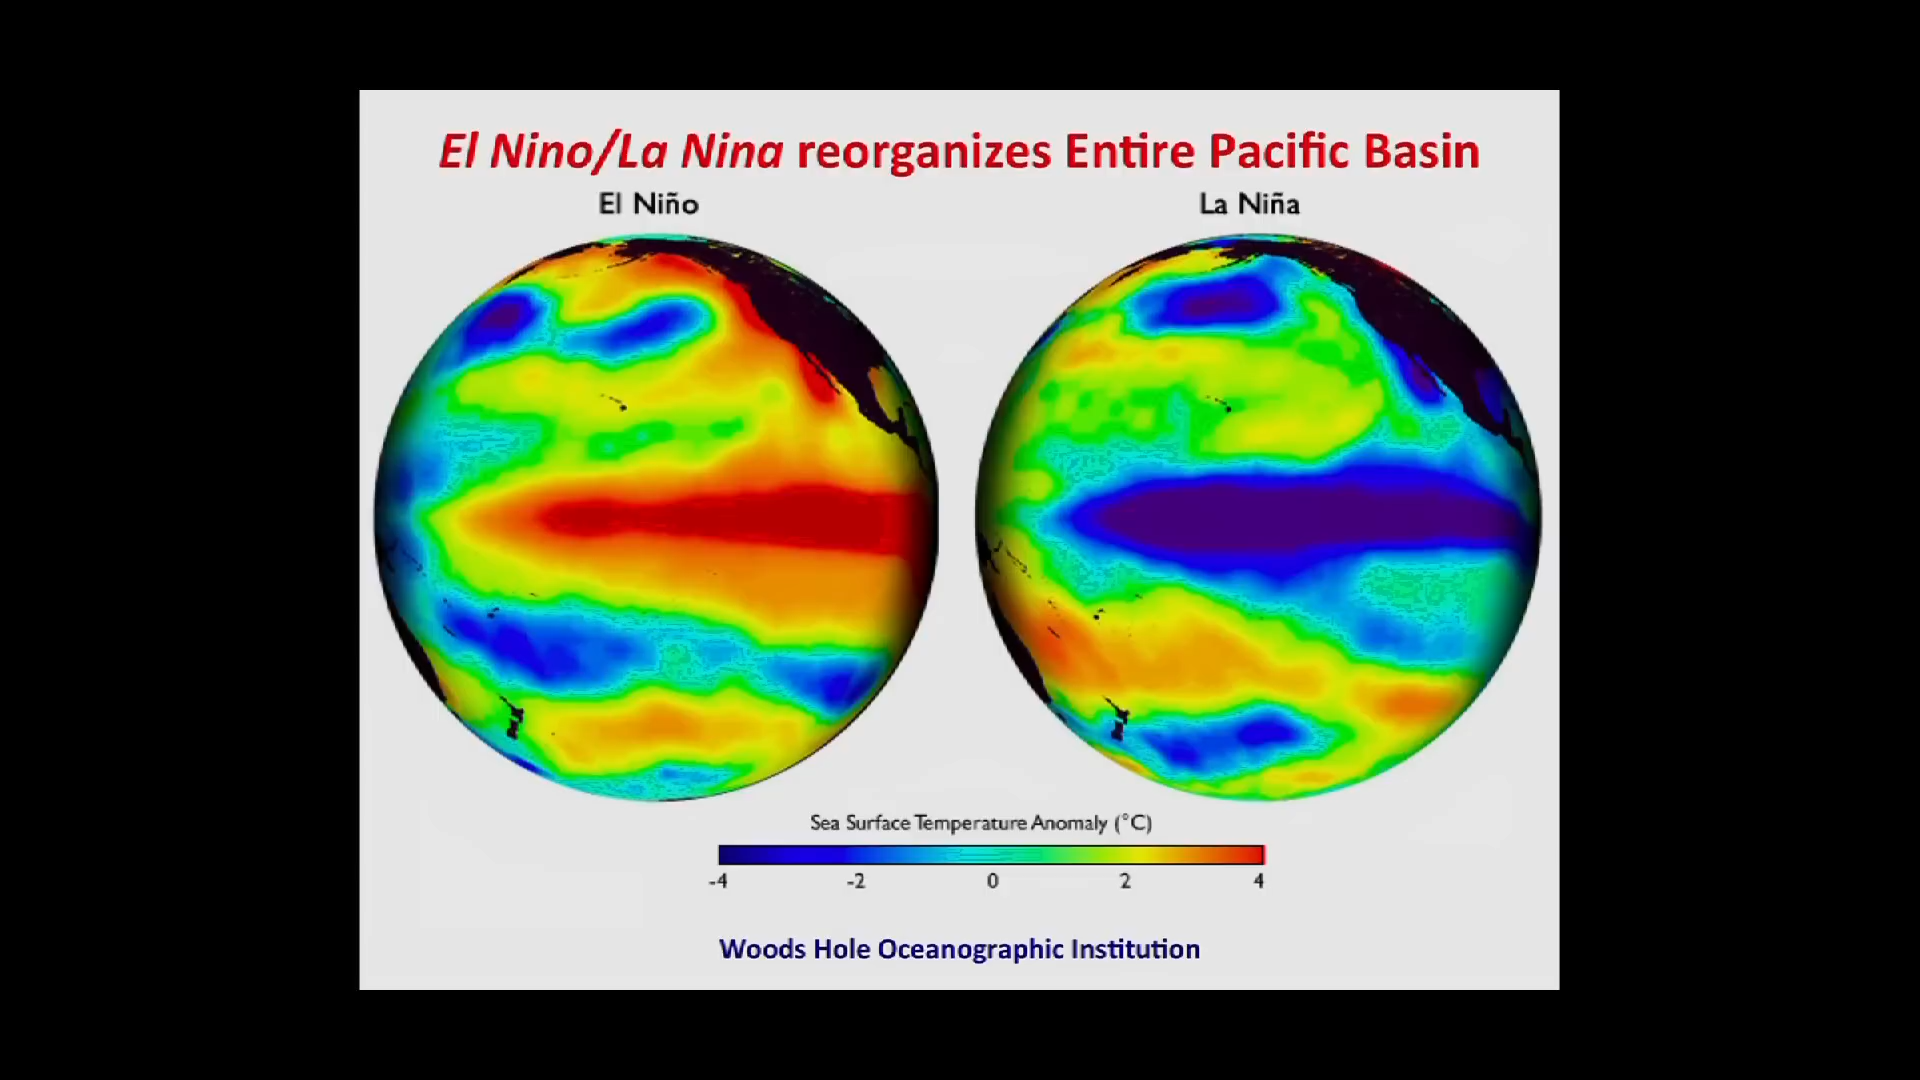 El Nino/La Nina reorganizes Entire Pacific Basin
El Niño
La Niña
Sea Surface Temperature Anomaly (°C)
-4 -2 0 2 4
Woods Hole Oceanographic Institution